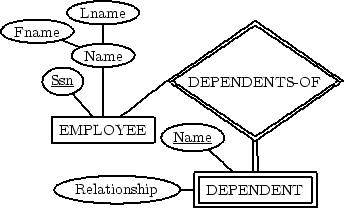 Lname
Fname
Name
Ssn
DEPENDENTS-OF
EMPLOYEE
Name
Relationship
DEPENDENT